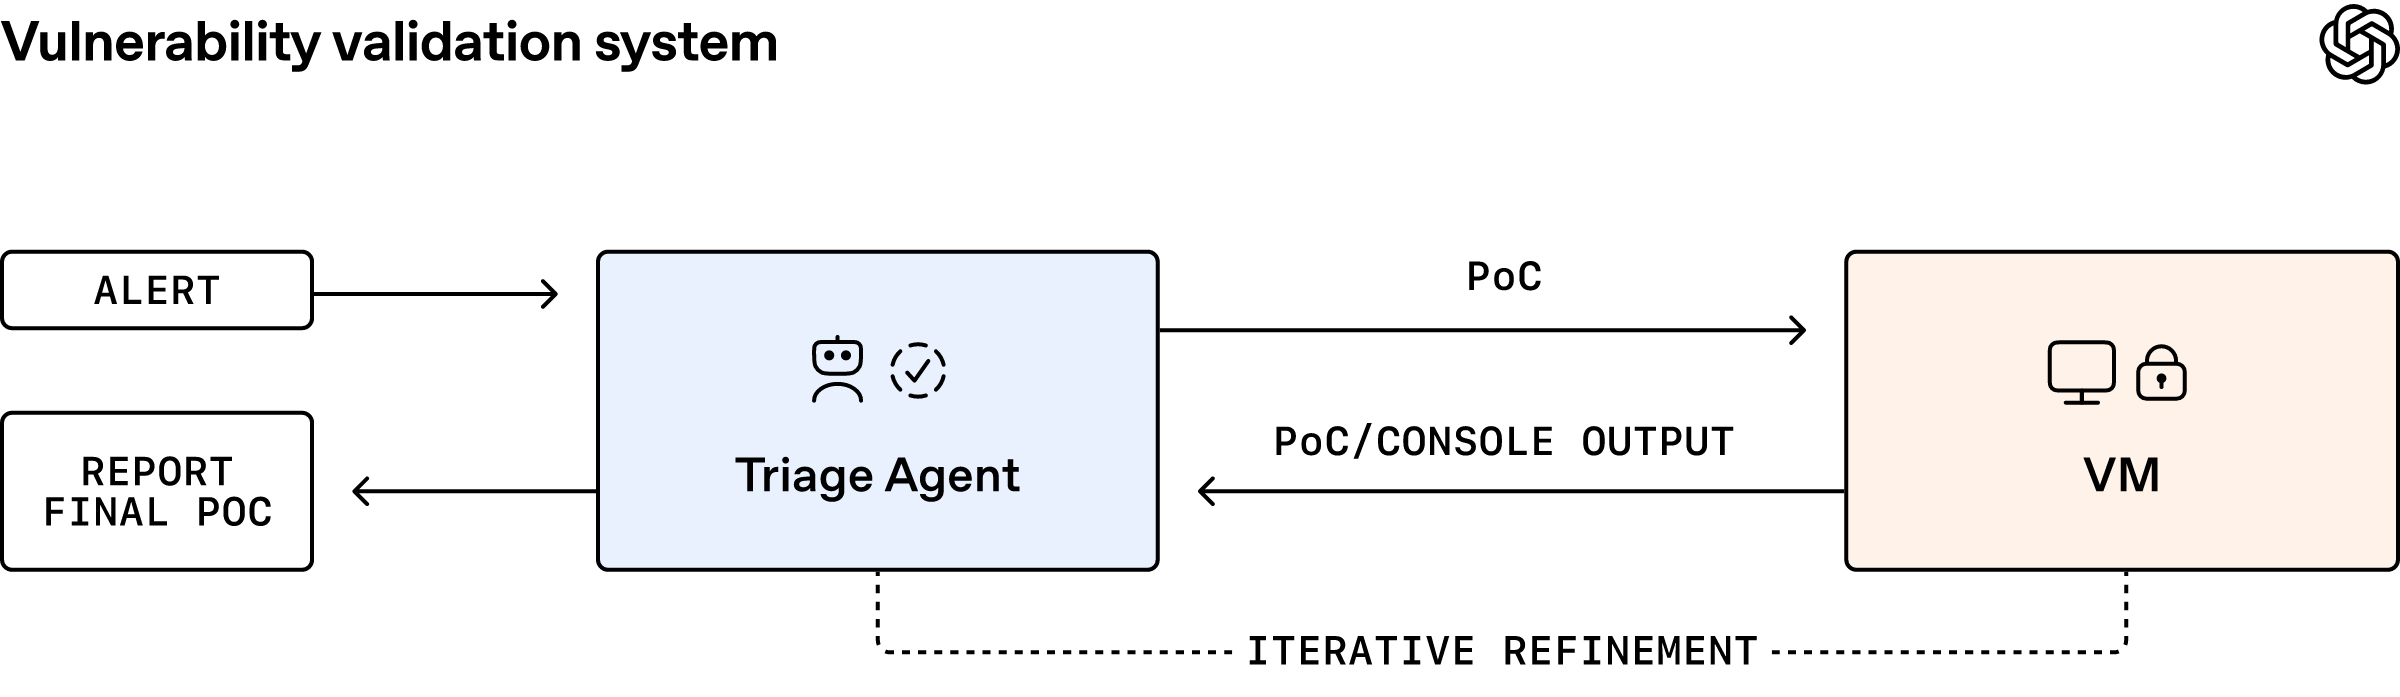 Vulnerability validation system
ALERT
REPORT
FINAL POC
Triage Agent
PoC
PoC/CONSOLE OUTPUT
VM
ITERATIVE REFINEMENT